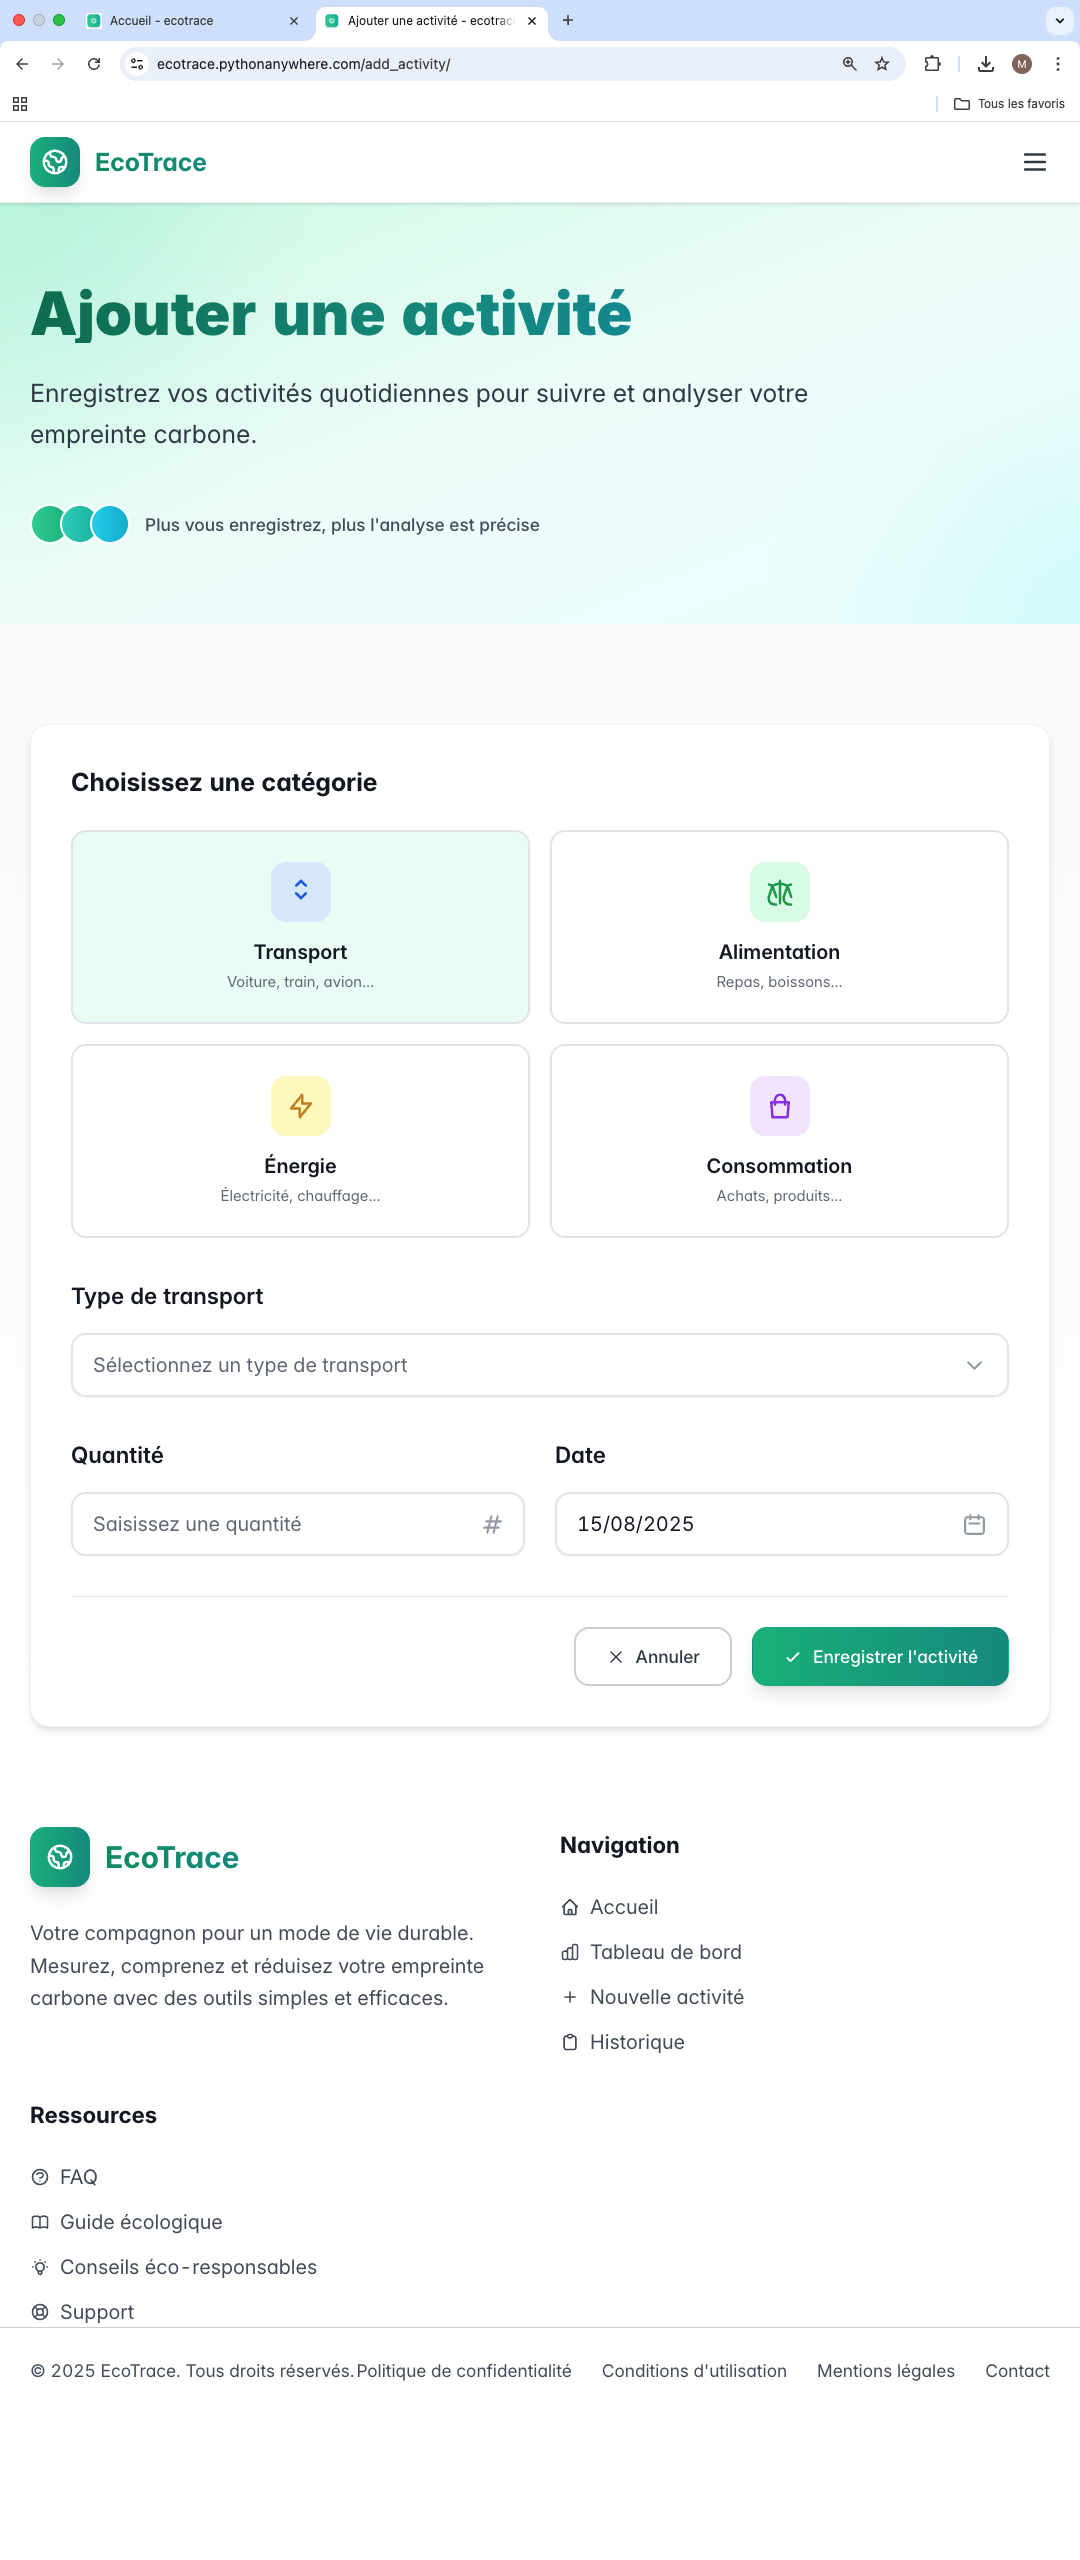 Accueil - ecotrace
Ajouter une activité - ecotrac
ecotrace.pythonanywhere.com/add_activity/
M
Tous les favoris
EcoTrace
Ajouter une activité
Enregistrez vos activités quotidiennes pour suivre et analyser votre
empreinte carbone.
Plus vous enregistrez, plus l'analyse est précise
Choisissez une catégorie
Transport
Voiture, train, avion...
Alimentation
Repas, boissons...
Énergie
Électricité, chauffage...
Consommation
Achats, produits...
Type de transport
Sélectionnez un type de transport
Quantité
Saisissez une quantité
#
Date
15/08/2025
Annuler
Enregistrer l'activité
EcoTrace
Votre compagnon pour un mode de vie durable.
Mesurez, comprenez et réduisez votre empreinte
carbone avec des outils simples et efficaces.
Navigation
Accueil
Tableau de bord
Nouvelle activité
Historique
Ressources
FAQ
Guide écologique
Conseils éco-responsables
Support
© 2025 EcoTrace. Tous droits réservés. Politique de confidentialité Conditions d'utilisation Mentions légales Contact